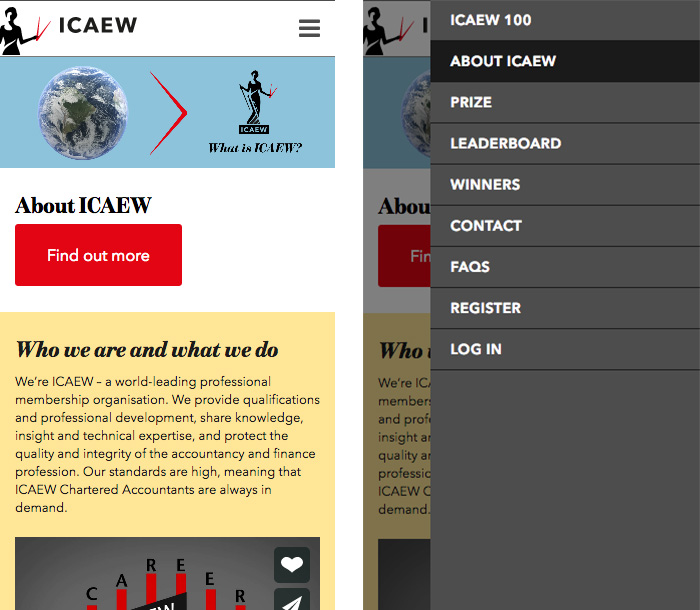 ICAEW
ICAEW
What is ICAEW?
About ICAEW
Find out more
Who we are and what we do
We're ICAEW – a world-leading professional
membership organisation. We provide qualifications
and professional development, share knowledge,
insight and technical expertise, and protect the
quality and integrity of the accountancy and finance
profession. Our standards are high, meaning that
ICAEW Chartered Accountants are always in
demand.
CAREER
ICAEW 100
ABOUT ICAEW
PRIZE
LEADERBOARD
WINNERS
CONTACT
FAQS
REGISTER
LOG IN
Abou
Fin
Who
We're ICA
members
and profe
insight an
quality an
professio
ICAEW C
demand.